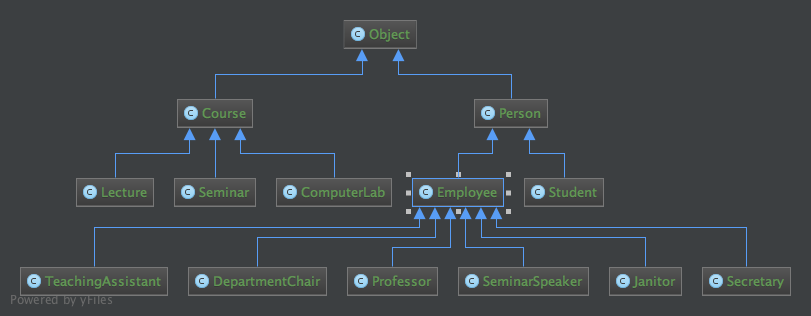 C Object
C Course
C Person
C Lecture
C Seminar
C ComputerLab
C Employee
C Student
C TeachingAssistant
C DepartmentChair
C Professor
C SeminarSpeaker
C Janitor
C Secretary
Powered by yFiles